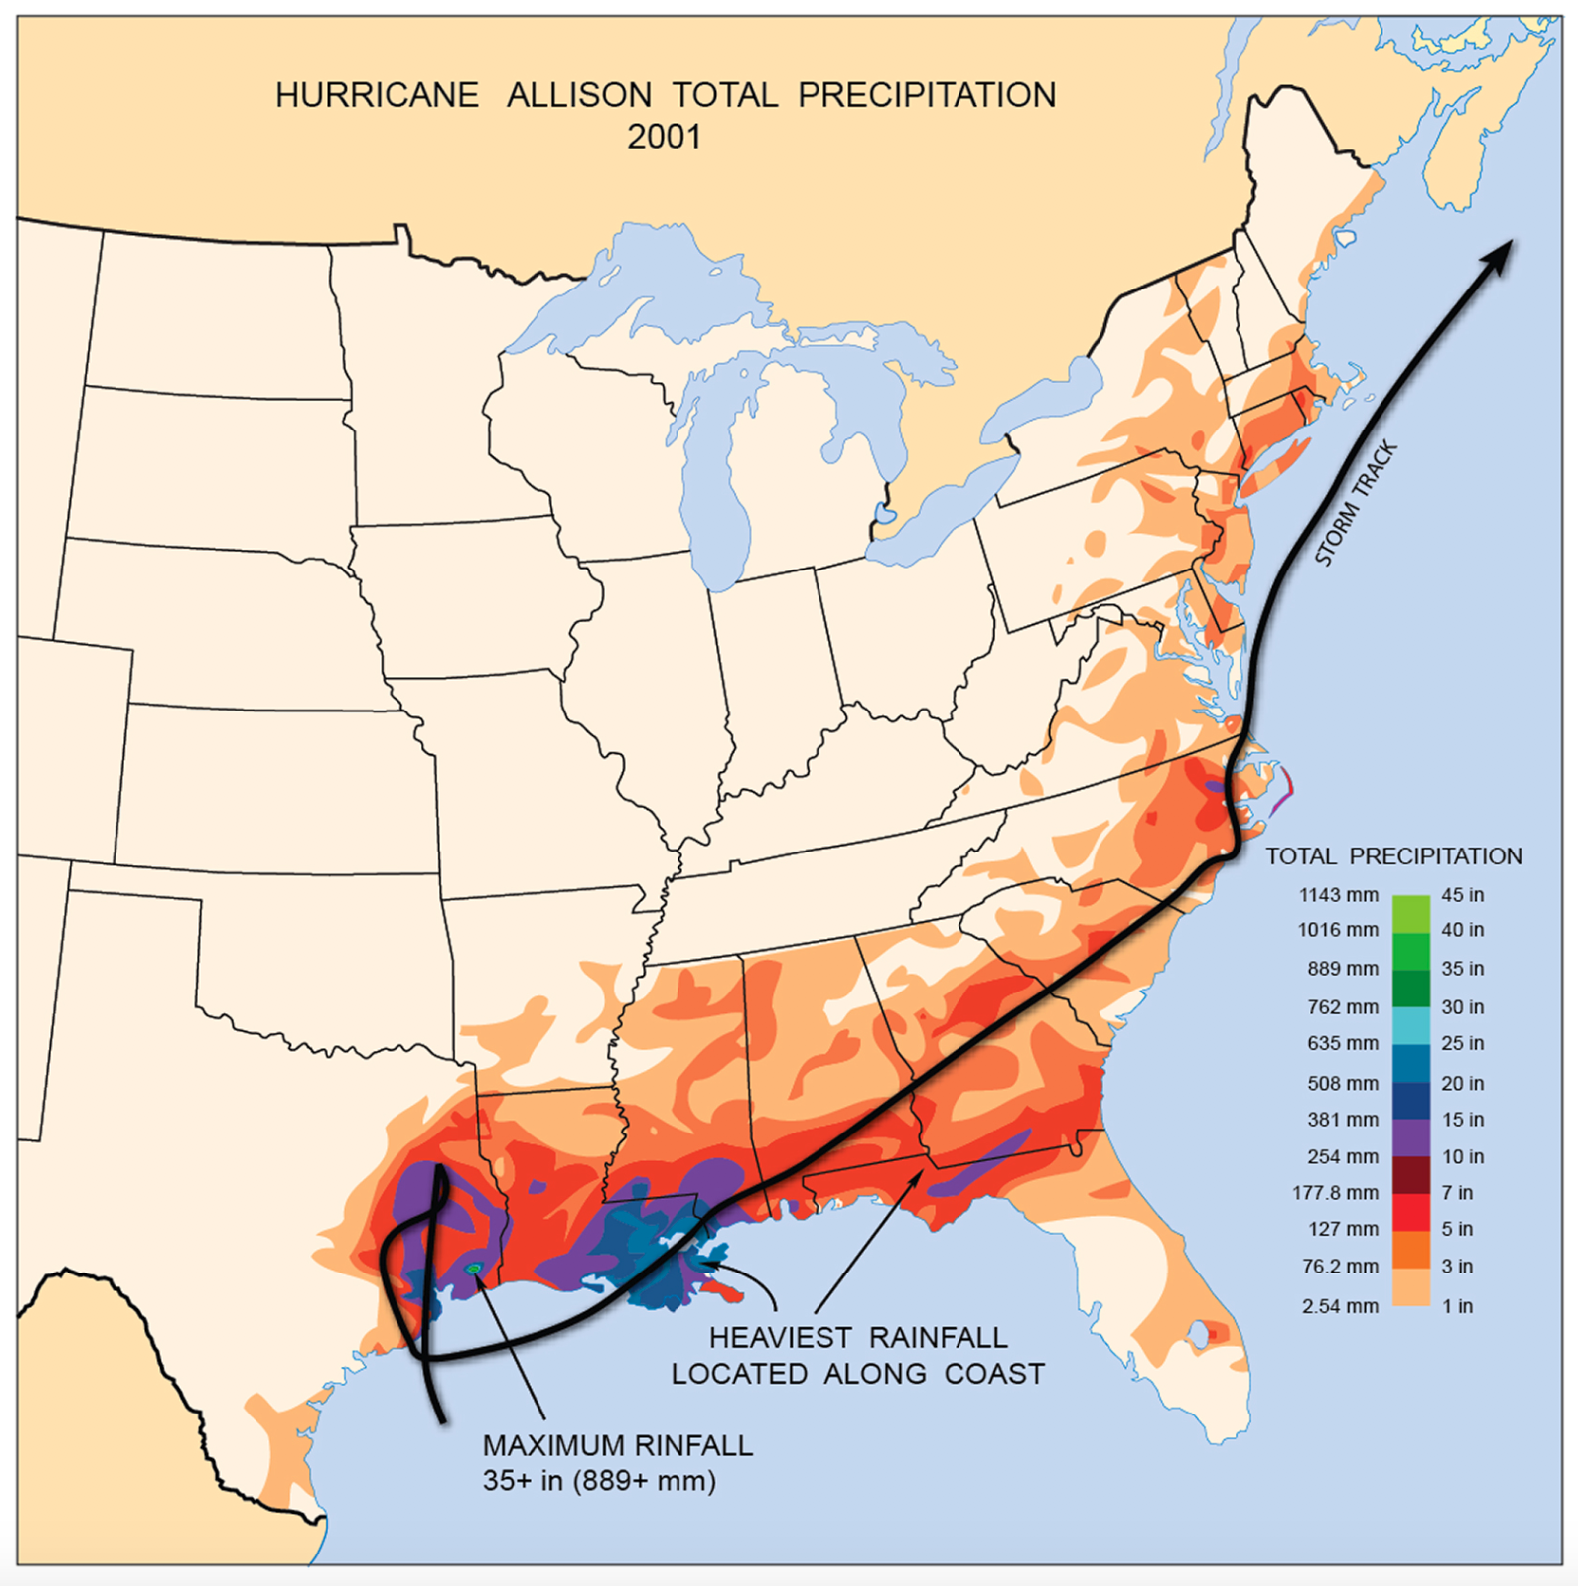 HURRICANE ALLISON TOTAL PRECIPITATION
2001
STORM TRACK
TOTAL PRECIPITATION
1143 mm 45 in
1016 mm 40 in
889 mm 35 in
762 mm 30 in
635 mm 25 in
508 mm 20 in
381 mm 15 in
254 mm 10 in
177.8 mm 7 in
127 mm 5 in
76.2 mm 3 in
2.54 mm 1 in
HEAVIEST RAINFALL
LOCATED ALONG COAST
MAXIMUM RINFALL
35+ in (889+ mm)